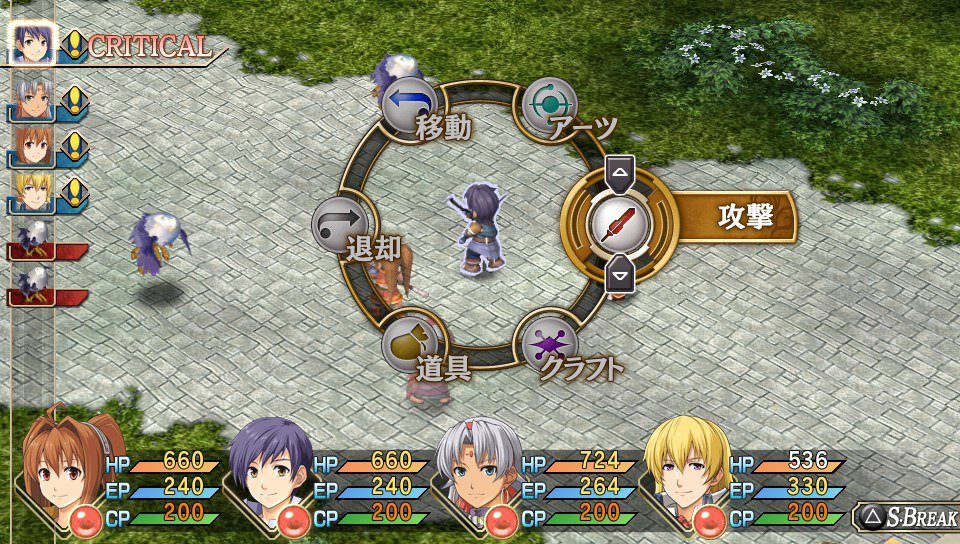 CRITICAL
移動
アーツ
攻撃
退却
道具
クラフト
HP 660
EP 240
CP 200
HP 660
EP 240
CP 200
HP 724
EP 264
CP 200
HP 536
EP 330
CP 200
S·BREAK